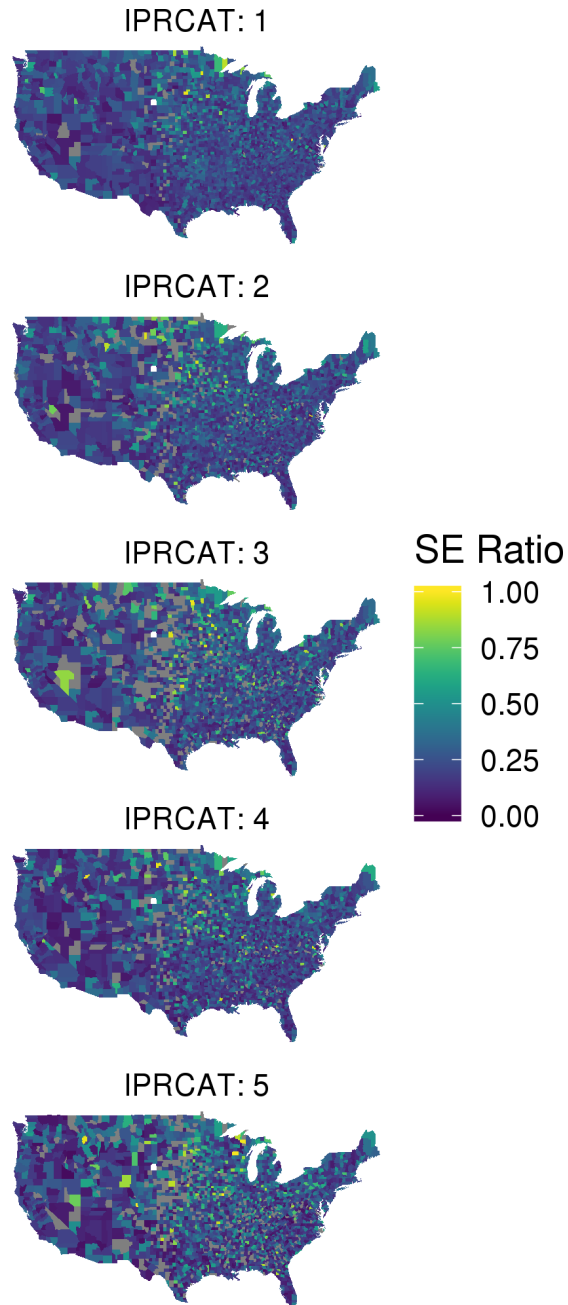 IPRCAT: 1
IPRCAT: 2
IPRCAT: 3
SE Ratio
1.00
0.75
0.50
0.25
0.00
IPRCAT: 4
IPRCAT: 5